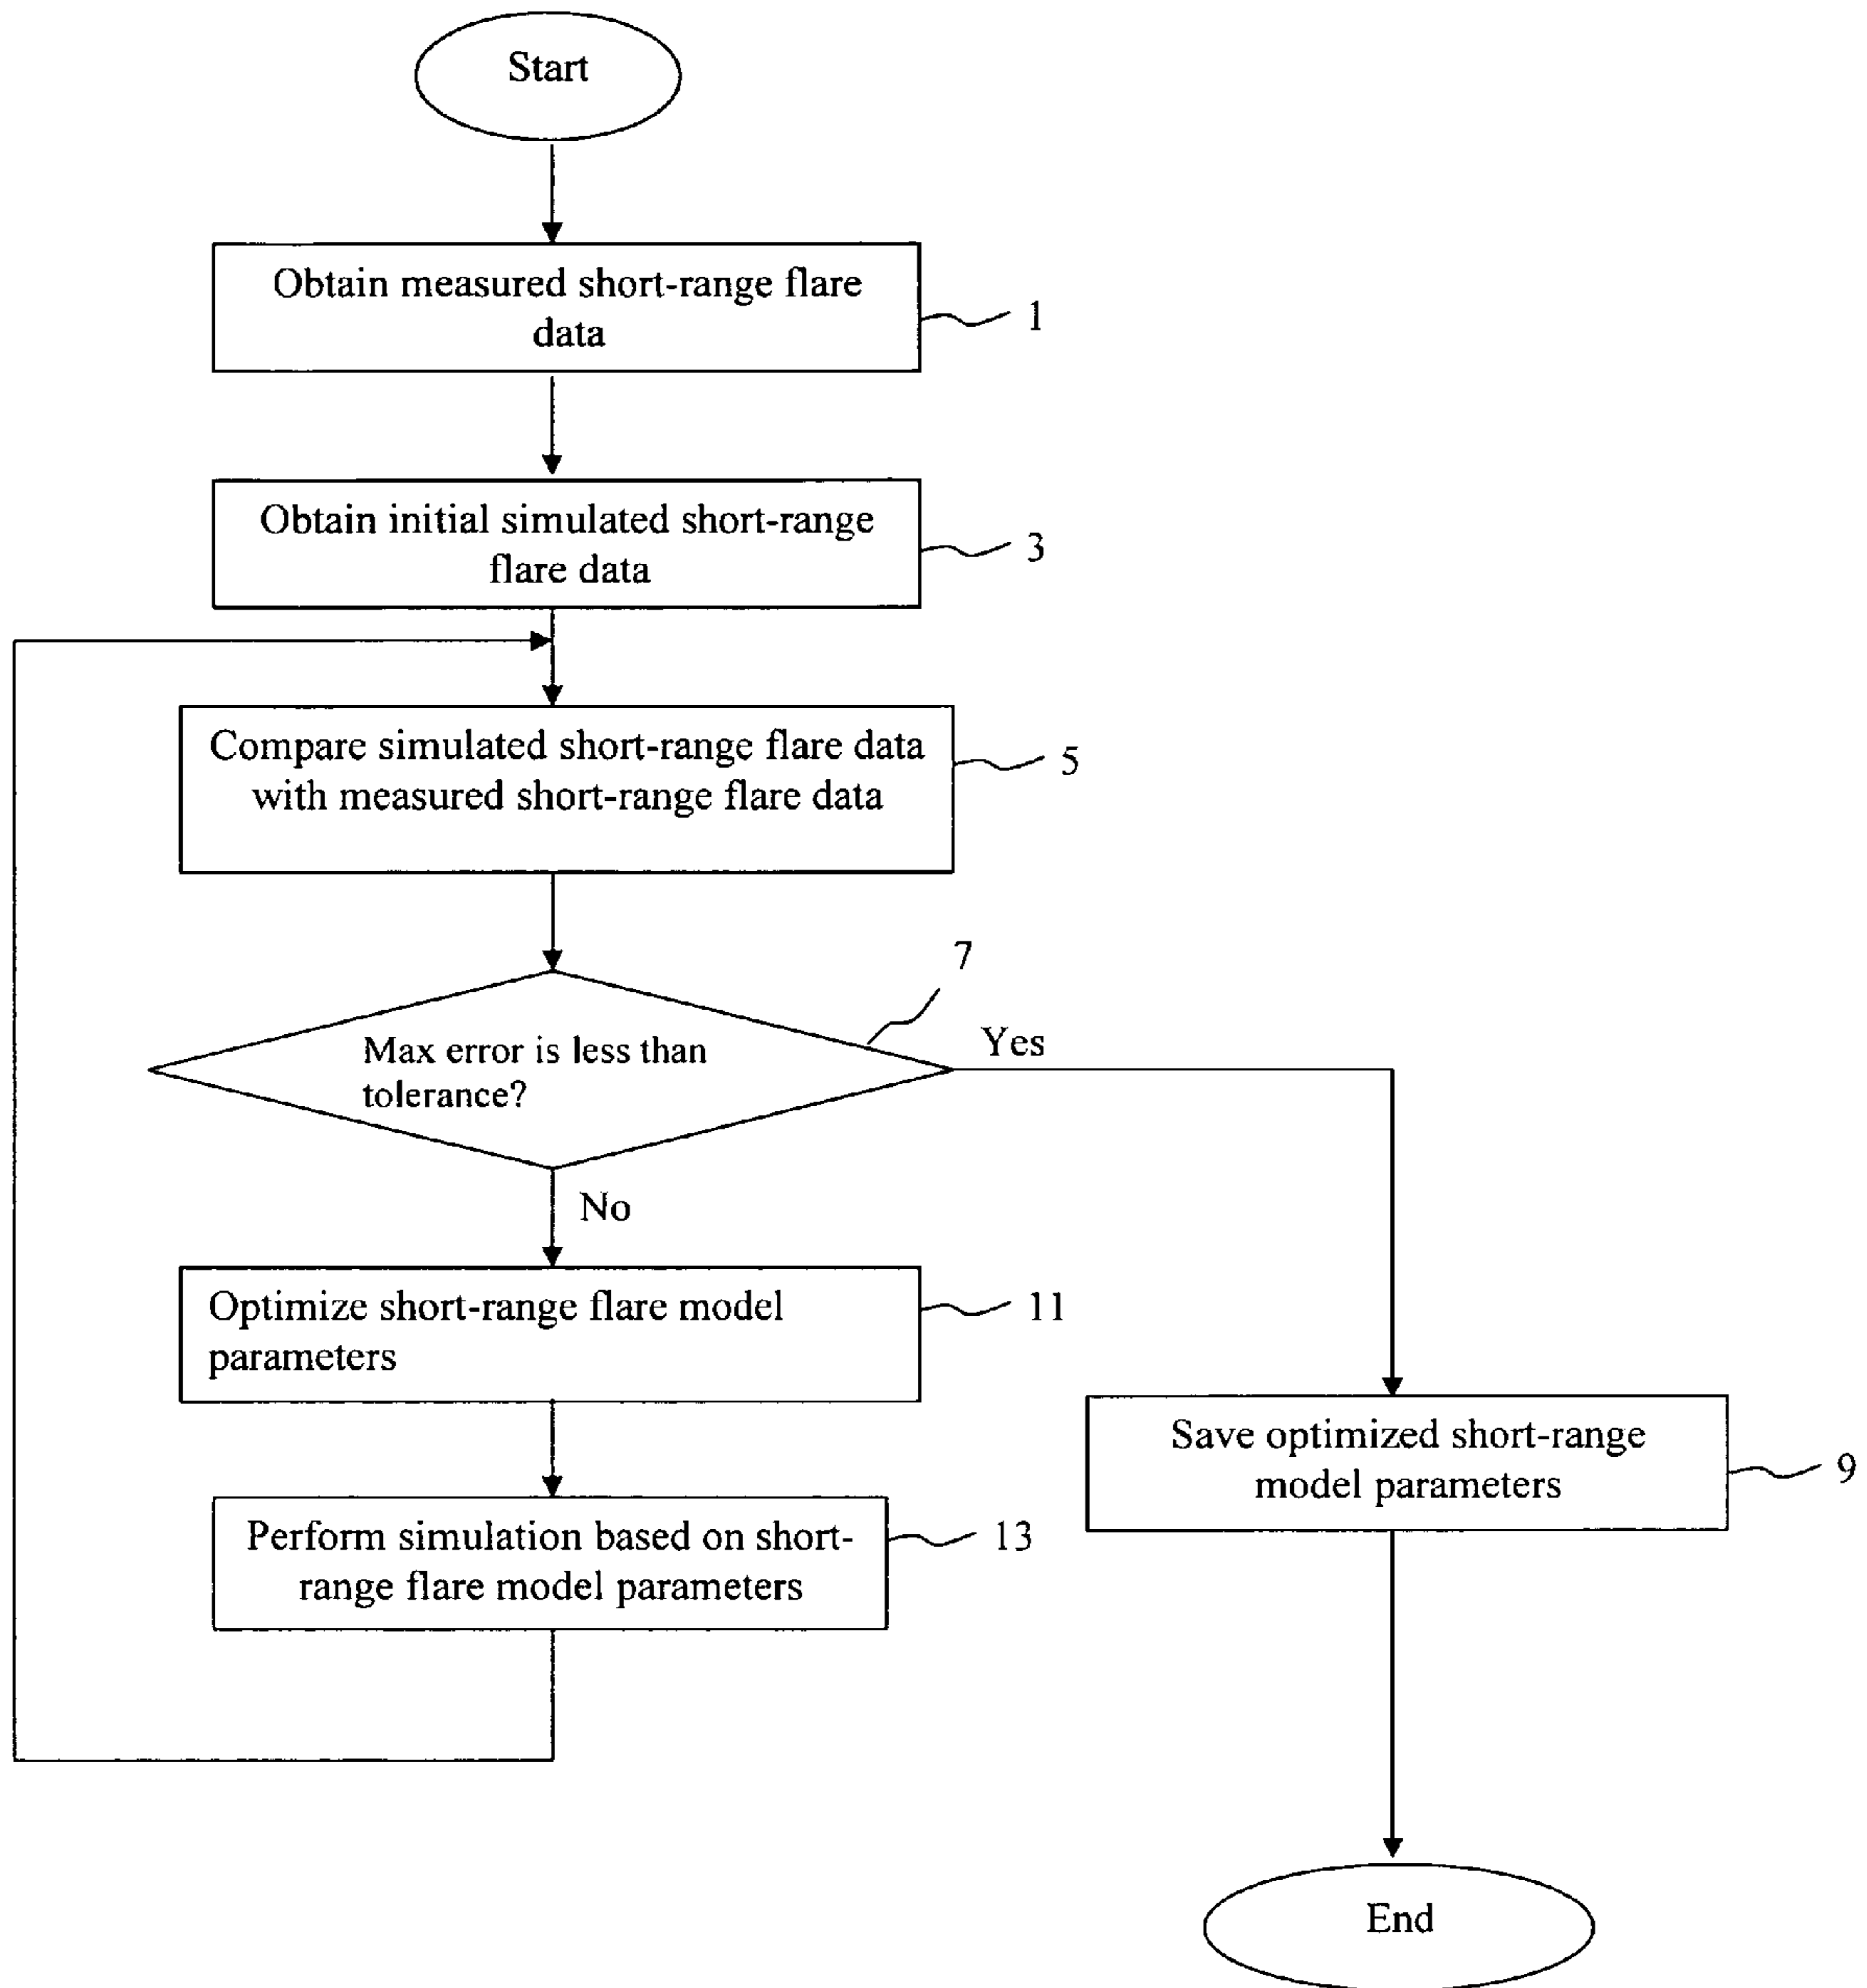 Start
Obtain measured short-range flare
data
1
Obtain initial simulated short-range
flare data
3
Compare simulated short-range flare data
with measured short-range flare data
5
7
Max error is less than
tolerance?
Yes
No
Optimize short-range flare model
parameters
11
Save optimized short-range
model parameters
9
Perform simulation based on short-
range flare model parameters
13
End